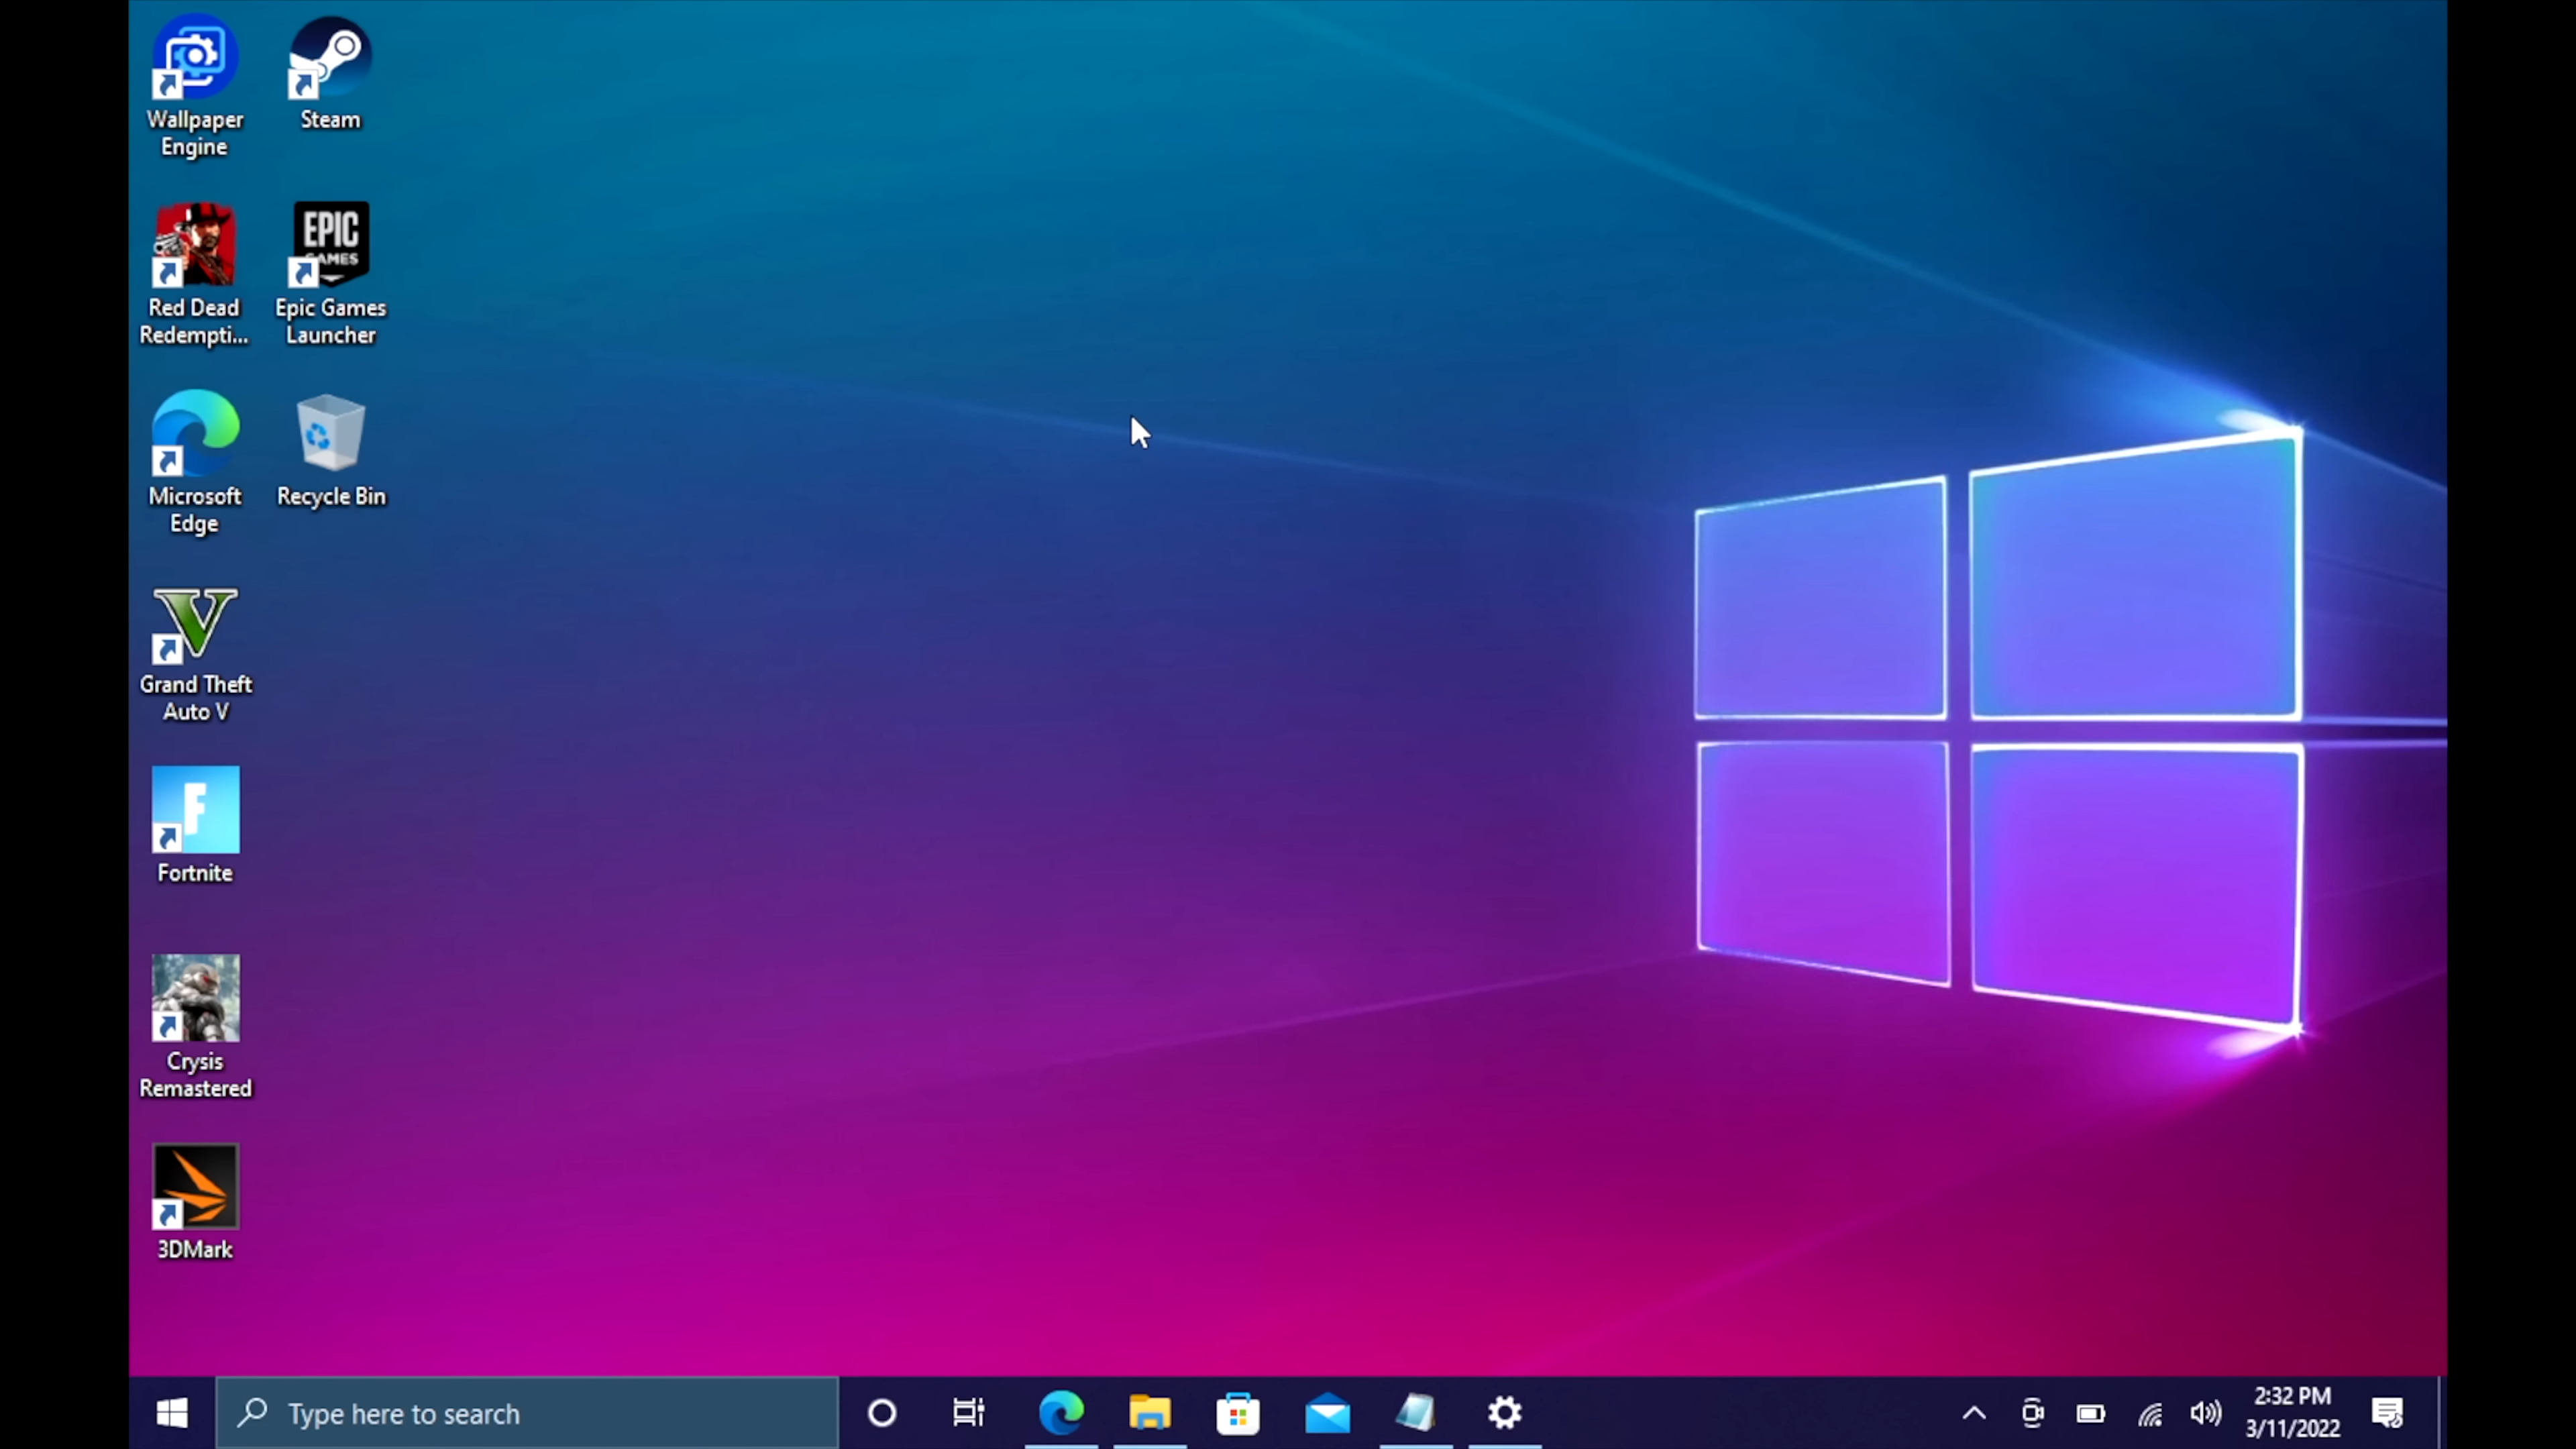 Wallpaper
Engine
Steam
Red Dead
Redempti...
EPIC
GAMES
Epic Games
Launcher
Microsoft
Edge
Recycle Bin
V
Grand Theft
Auto V
F
Fortnite
Crysis
Remastered
3DMark
Type here to search
2:32 PM
3/11/2022